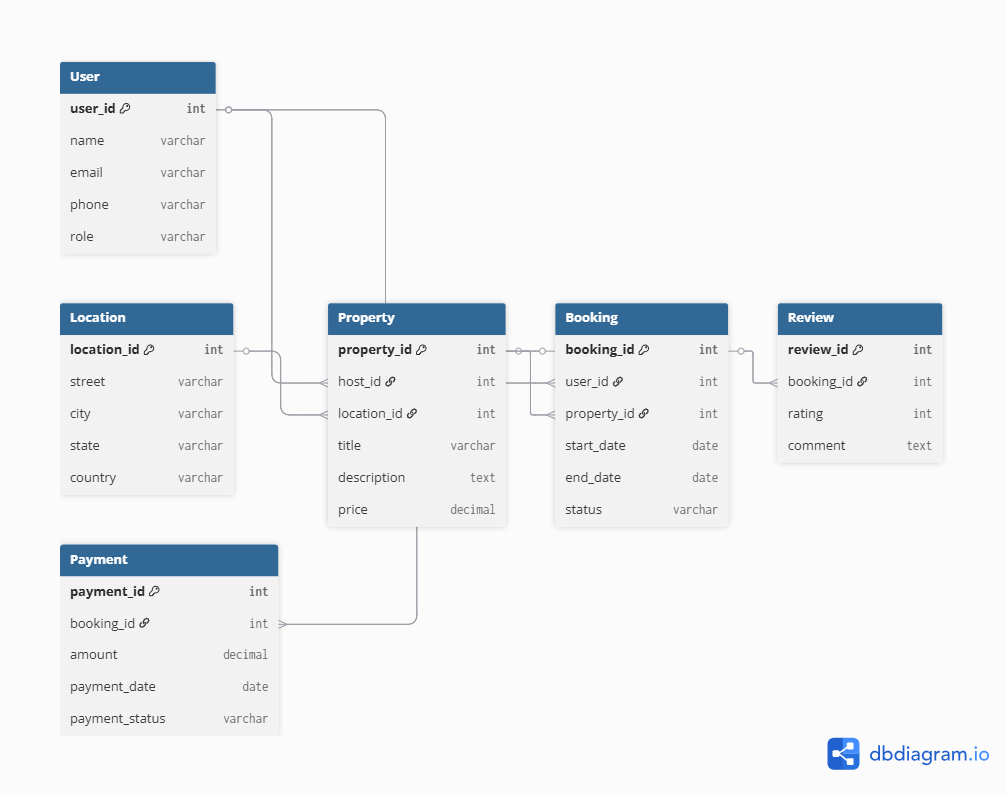 User
user_id int
name varchar
email varchar
phone varchar
role varchar
Location
location_id int
street varchar
city varchar
state varchar
country varchar
Property
property_id int
host_id int
location_id int
title varchar
description text
price decimal
Booking
booking_id int
user_id int
property_id int
start_date date
end_date date
status varchar
Review
review_id int
booking_id int
rating int
comment text
Payment
payment_id int
booking_id int
amount decimal
payment_date date
payment_status varchar
dbdiagram.io